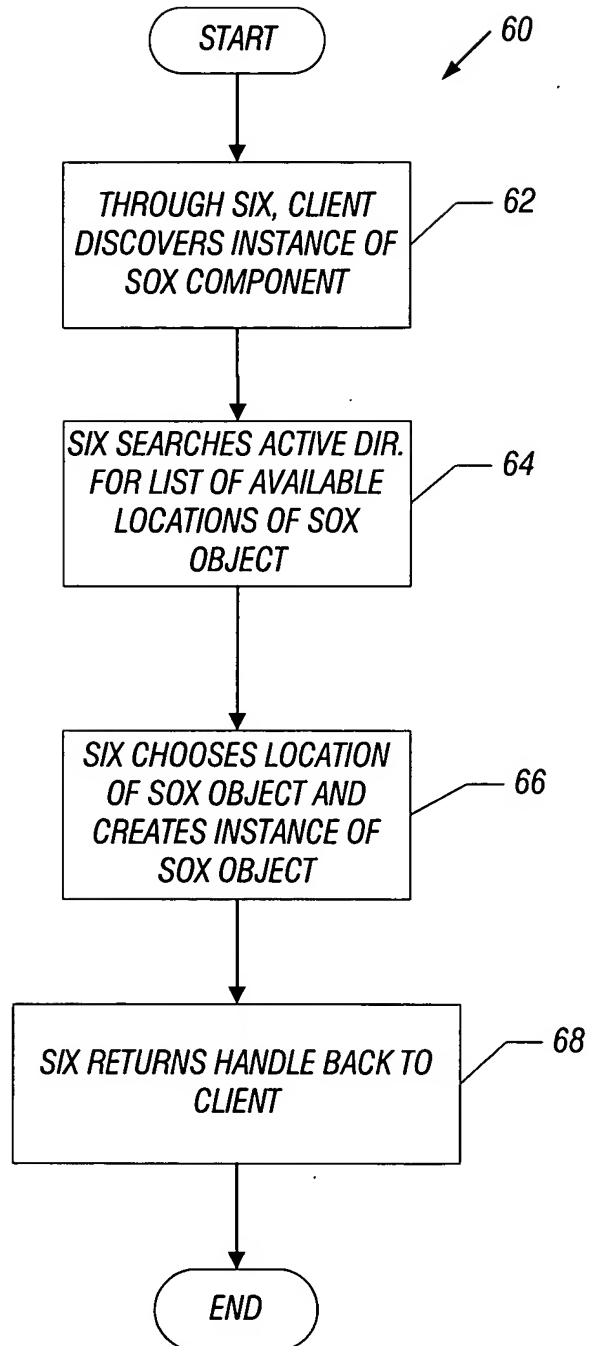 START
60
THROUGH SIX, CLIENT
DISCOVERS INSTANCE OF
SOX COMPONENT
62
SIX SEARCHES ACTIVE DIR.
FOR LIST OF AVAILABLE
LOCATIONS OF SOX
OBJECT
64
SIX CHOOSES LOCATION
OF SOX OBJECT AND
CREATES INSTANCE OF
SOX OBJECT
66
SIX RETURNS HANDLE BACK TO
CLIENT
68
END